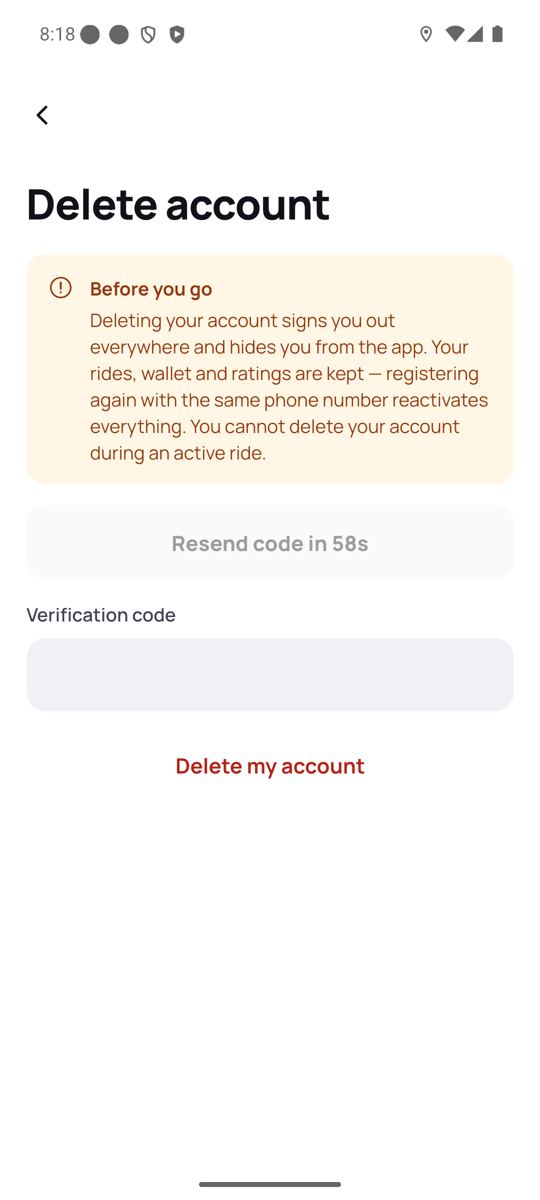 8:18
Delete account
Before you go
Deleting your account signs you out
everywhere and hides you from the app. Your
rides, wallet and ratings are kept — registering
again with the same phone number reactivates
everything. You cannot delete your account
during an active ride.
Resend code in 58s
Verification code
Delete my account